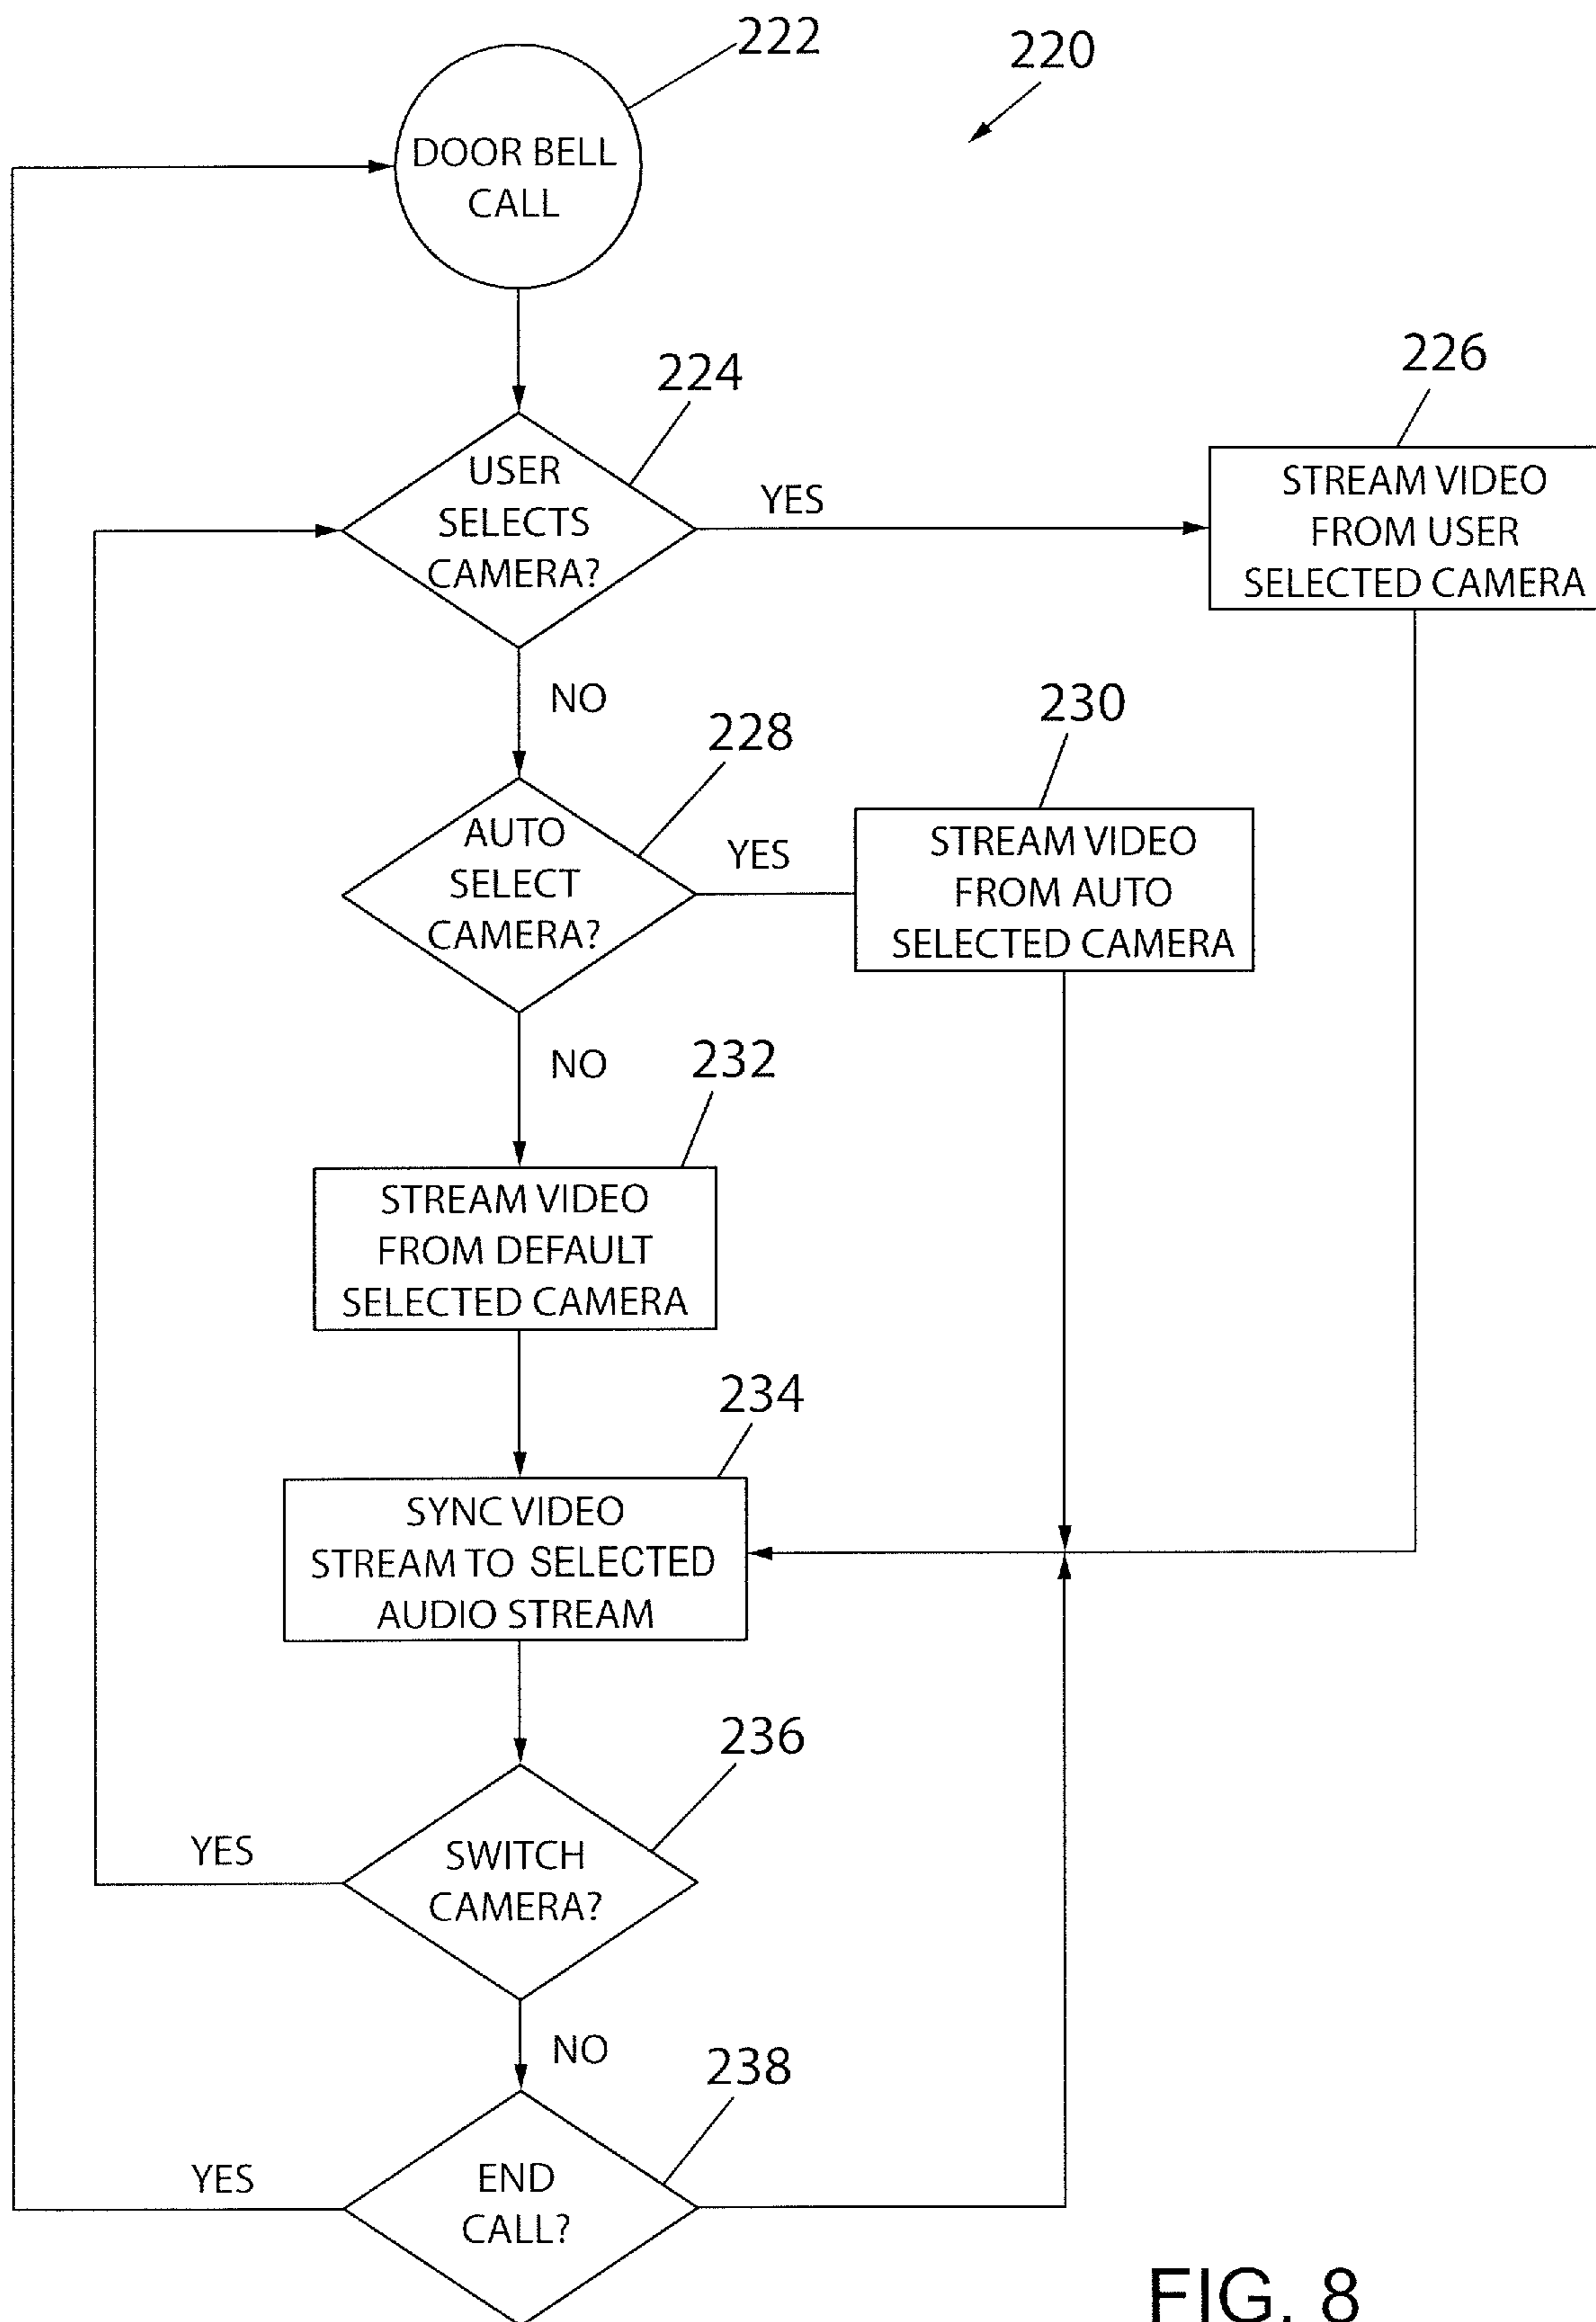 222
220
DOOR BELL
CALL
224
USER
SELECTS
CAMERA?
YES
226
STREAM VIDEO
FROM USER
SELECTED CAMERA
NO
228
AUTO
SELECT
CAMERA?
YES
230
STREAM VIDEO
FROM AUTO
SELECTED CAMERA
NO
232
STREAM VIDEO
FROM DEFAULT
SELECTED CAMERA
234
SYNC VIDEO
STREAM TO SELECTED
AUDIO STREAM
236
SWITCH
CAMERA?
YES
NO
238
END
CALL?
YES
FIG. 8